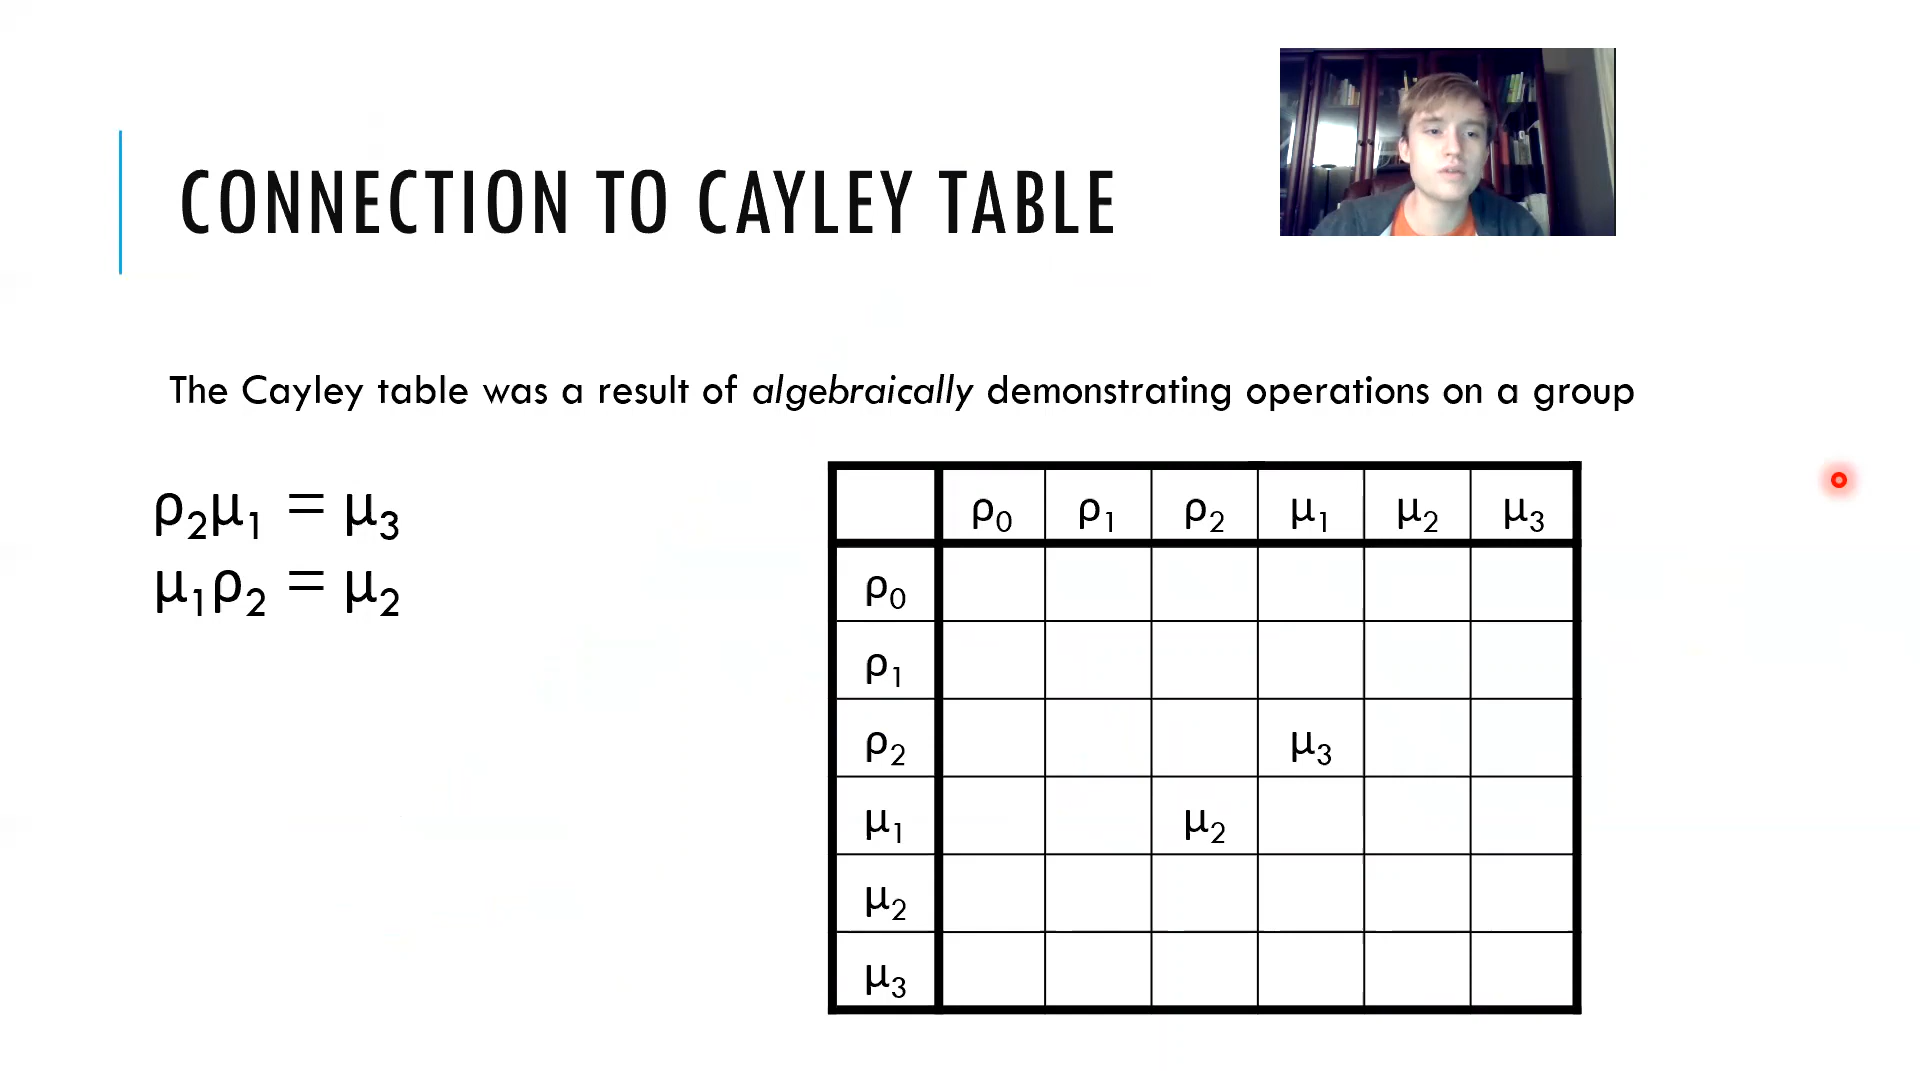 CONNECTION TO CAYLEY TABLE
The Cayley table was a result of algebraically demonstrating operations on a group
ρ₂μ₁ = μ₃
μ₁ρ₂ = μ₂
ρ₀ ρ₁ ρ₂ μ₁ μ₂ μ₃
ρ₀
ρ₁
ρ₂ μ₃
μ₁ μ₂
μ₂
μ₃